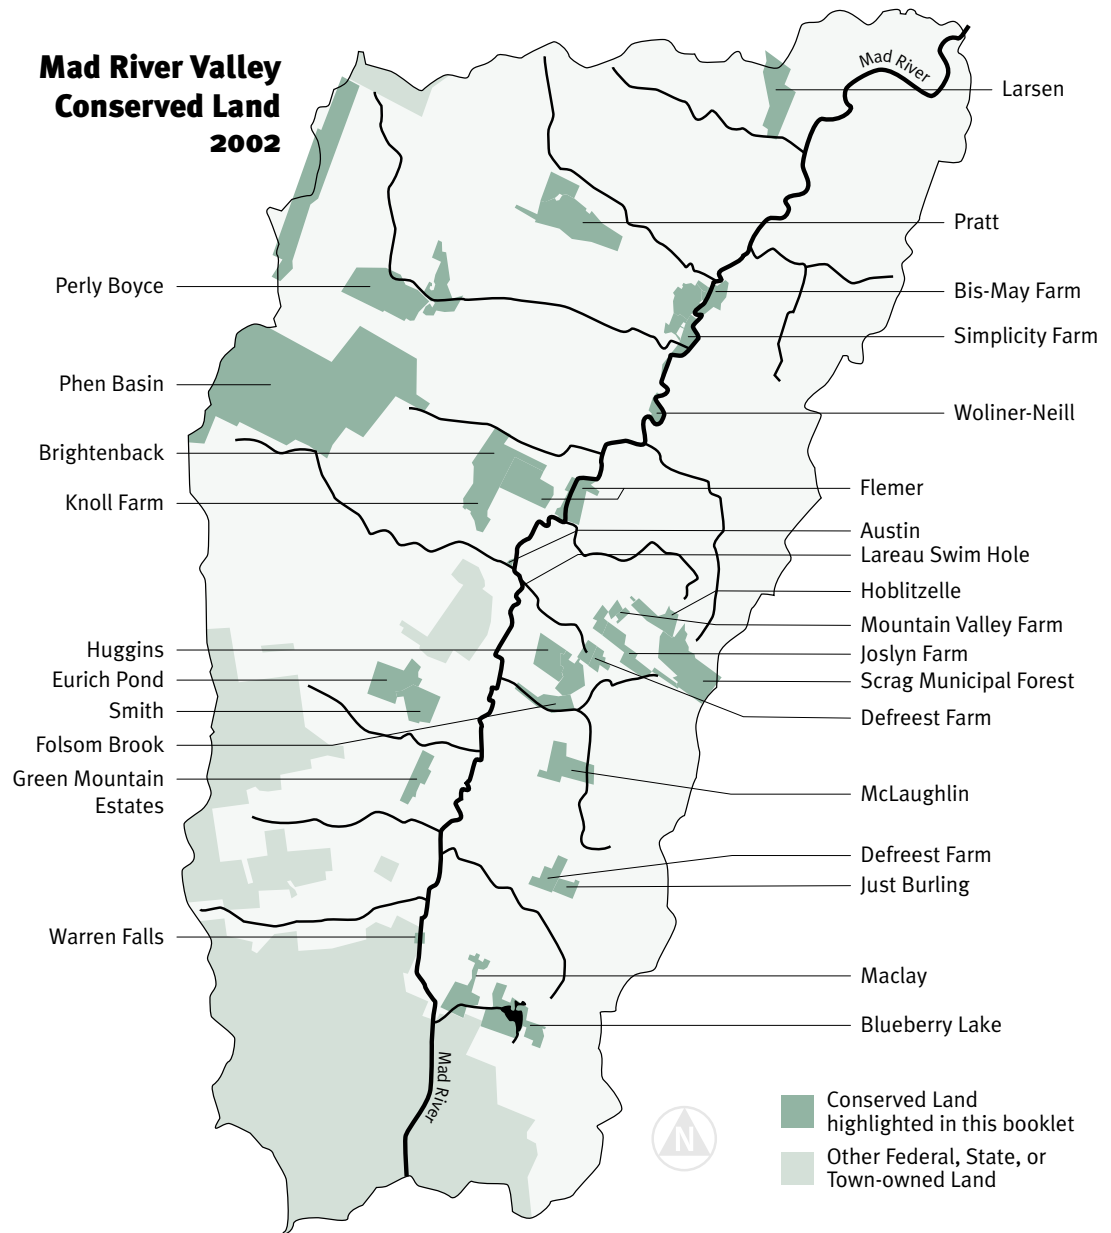 Mad River Valley
Conserved Land
2002
Mad River
Larsen
Pratt
Perly Boyce
Bis-May Farm
Simplicity Farm
Phen Basin
Woliner-Neill
Brightenback
Knoll Farm
Flemer
Austin
Lareau Swim Hole
Hoblitzelle
Mountain Valley Farm
Huggins
Joslyn Farm
Eurich Pond
Scrag Municipal Forest
Smith
Defreest Farm
Folsom Brook
Green Mountain
Estates
McLaughlin
Defreest Farm
Just Burling
Warren Falls
Maclay
Blueberry Lake
Mad River
N
Conserved Land
highlighted in this booklet
Other Federal, State, or
Town-owned Land